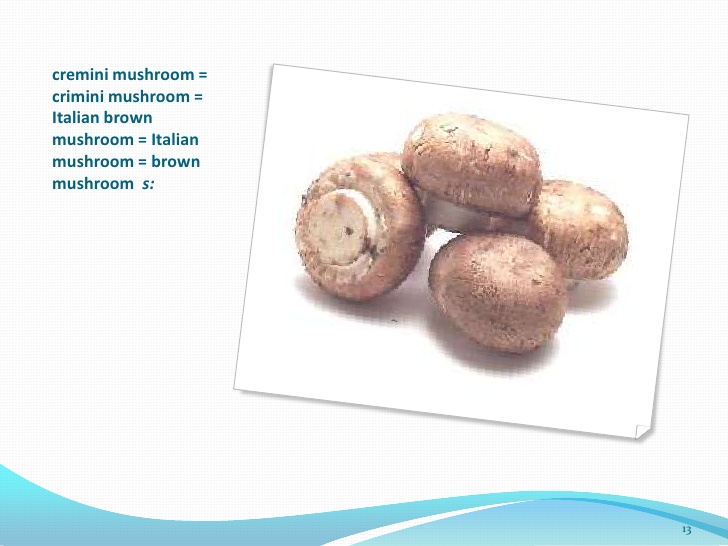 cremini mushroom =
crimini mushroom =
Italian brown
mushroom = Italian
mushroom = brown
mushroom s:
13